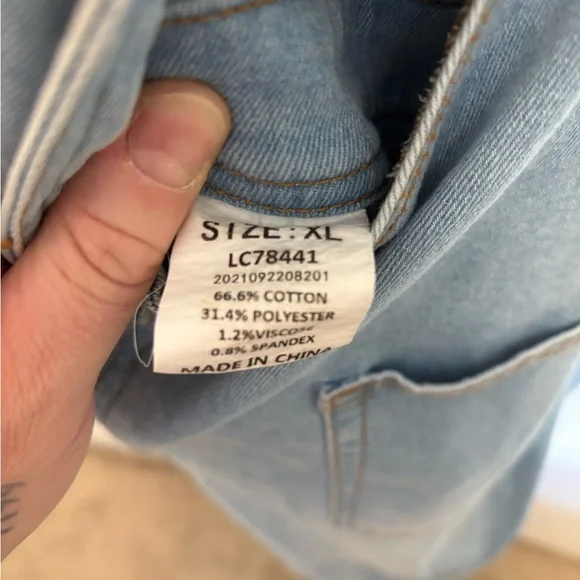 SIZE: XL
LC78441
2021092208201
66.6% COTTON
31.4% POLYESTER
1.2%VISCOSE
0.8% SPANDEX
MADE IN CHINA